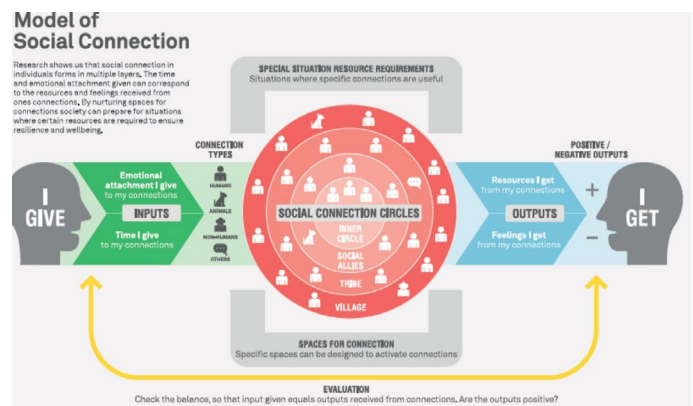 Model of
Social Connection
Research shows us that social connection in
individuals forms in multiple layers. The time
and emotional attachment given can correspond
to the resources and feelings received from
ones connections. By nurturing spaces for
connections society can prepare for situations
where certain resources are required to ensure
resilience and wellbeing.
SPECIAL SITUATION RESOURCE REQUIREMENTS
Situations where specific connections are useful
CONNECTION
TYPES
POSITIVE /
NEGATIVE OUTPUTS
I
GIVE
Emotional
attachment I give
to my connections
INPUTS
Time I give
to my connections
HUMANS
ANIMALS
NON-HUMANS
OTHERS
SOCIAL CONNECTION CIRCLES
INNER
CIRCLE
SOCIAL
ALLIES
TRIBE
VILLAGE
Resources I get
from my connections
OUTPUTS
Feelings I get
from my connections
+
−
I
GET
SPACES FOR CONNECTION
Specific spaces can be designed to activate connections
EVALUATION
Check the balance, so that input given equals outputs received from connections. Are the outputs positive?